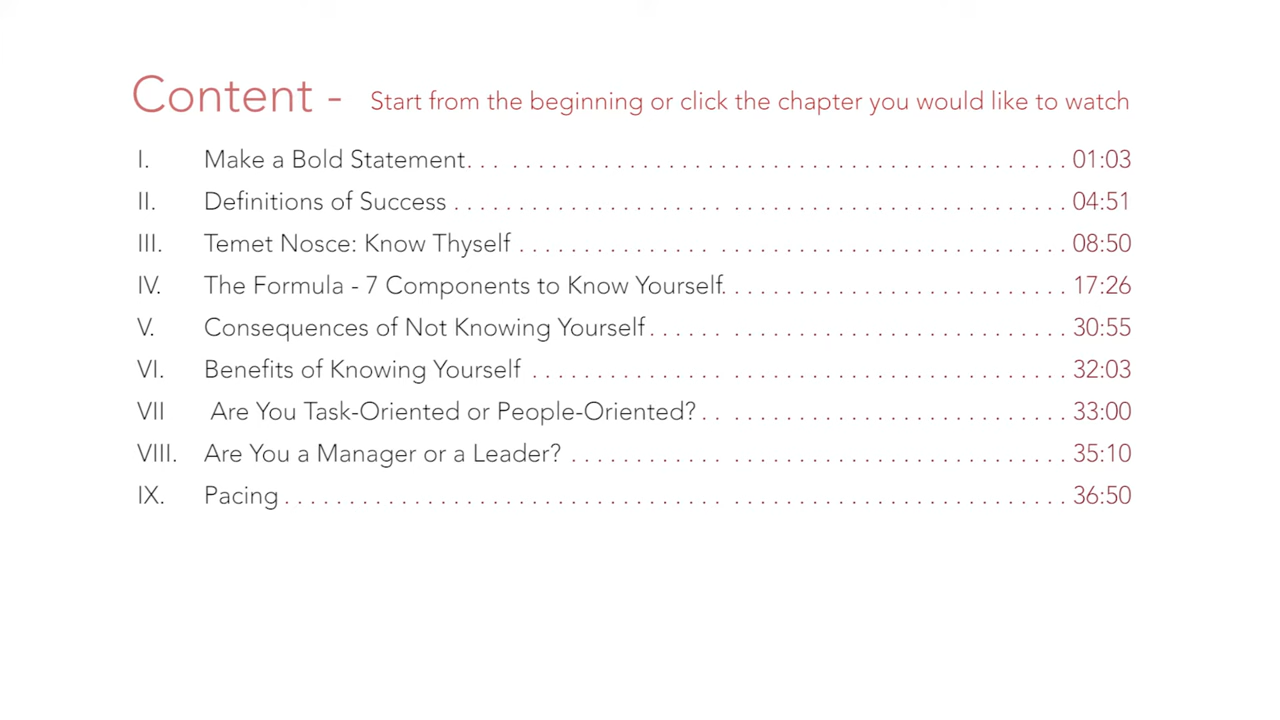 Content - Start from the beginning or click the chapter you would like to watch
I. Make a Bold Statement. . . . . . . . . . . . . . . . . . . . . . . . . . . . . . . . . . . . . . . . . . . . . 01:03
II. Definitions of Success . . . . . . . . . . . . . . . . . . . . . . . . . . . . . . . . . . . . . . . . . . . . . . 04:51
III. Temet Nosce: Know Thyself . . . . . . . . . . . . . . . . . . . . . . . . . . . . . . . . . . . . . . . . . 08:50
IV. The Formula - 7 Components to Know Yourself. . . . . . . . . . . . . . . . . . . . . . . . . . . 17:26
V. Consequences of Not Knowing Yourself . . . . . . . . . . . . . . . . . . . . . . . . . . . . . . . . 30:55
VI. Benefits of Knowing Yourself . . . . . . . . . . . . . . . . . . . . . . . . . . . . . . . . . . . . . . . . 32:03
VII Are You Task-Oriented or People-Oriented? . . . . . . . . . . . . . . . . . . . . . . . . . . . . 33:00
VIII. Are You a Manager or a Leader? . . . . . . . . . . . . . . . . . . . . . . . . . . . . . . . . . . . . . 35:10
IX. Pacing . . . . . . . . . . . . . . . . . . . . . . . . . . . . . . . . . . . . . . . . . . . . . . . . . . . . . . . . . . . 36:50